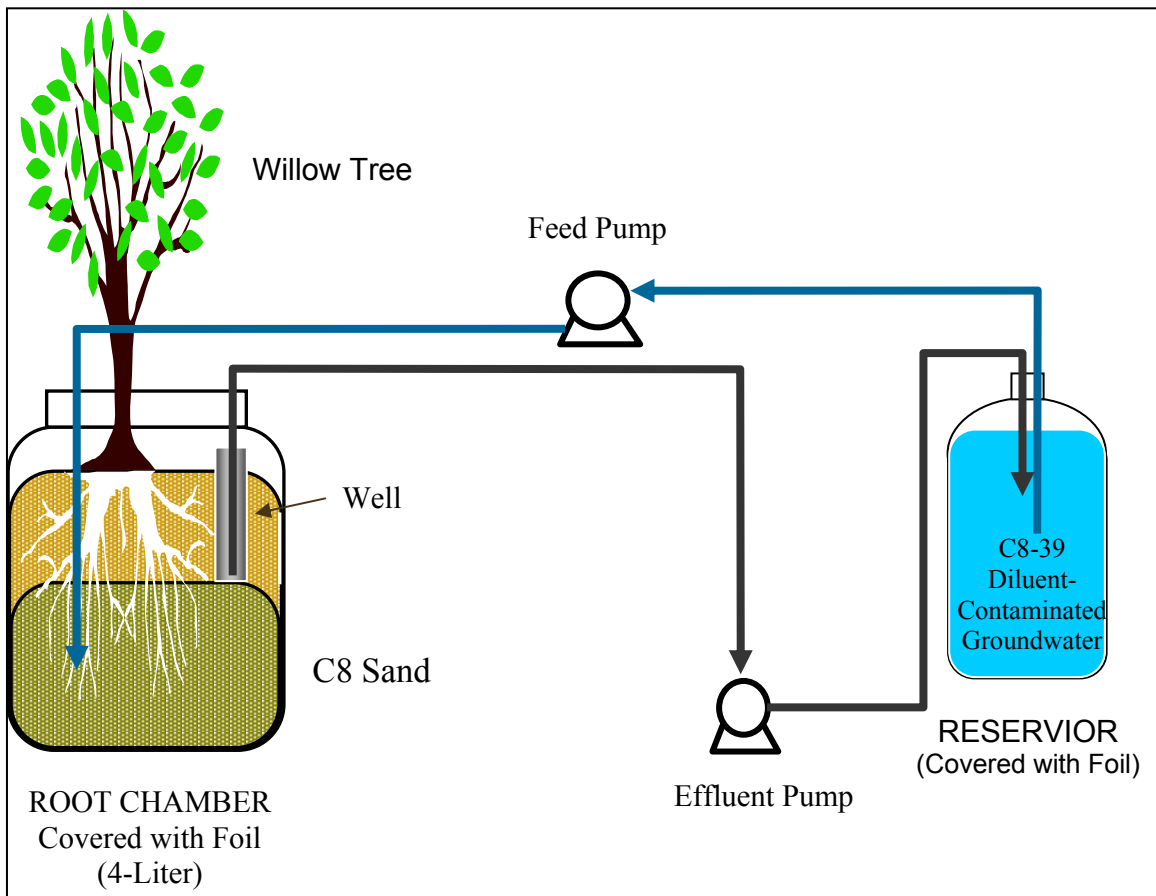 Willow Tree
Feed Pump
Well
C8-39
Diluent-
Contaminated
Groundwater
C8 Sand
RESERVIOR
(Covered with Foil)
Effluent Pump
ROOT CHAMBER
Covered with Foil
(4-Liter)